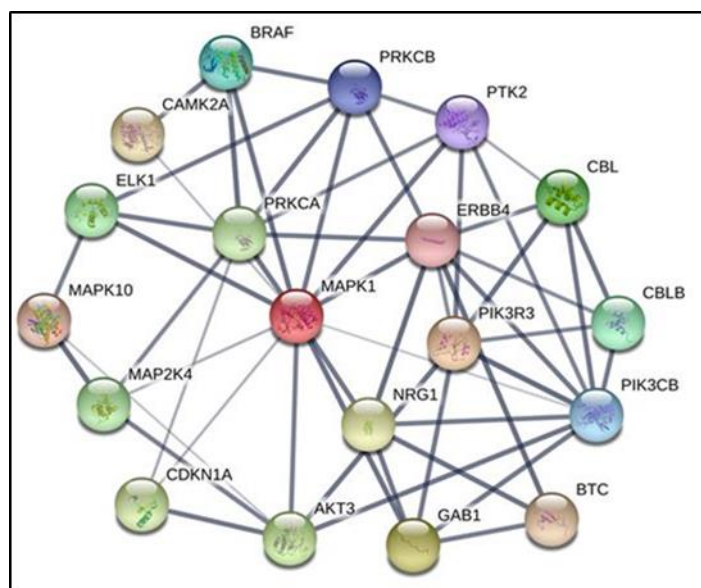 BRAF
PRKCB
CAMK2A
PTK2
CBL
ELK1
PRKCA
ERBB4
MAPK10
MAPK1
CBLB
PIK3R3
MAP2K4
NRG1
PIK3CB
CDKN1A
AKT3
GAB1
BTC